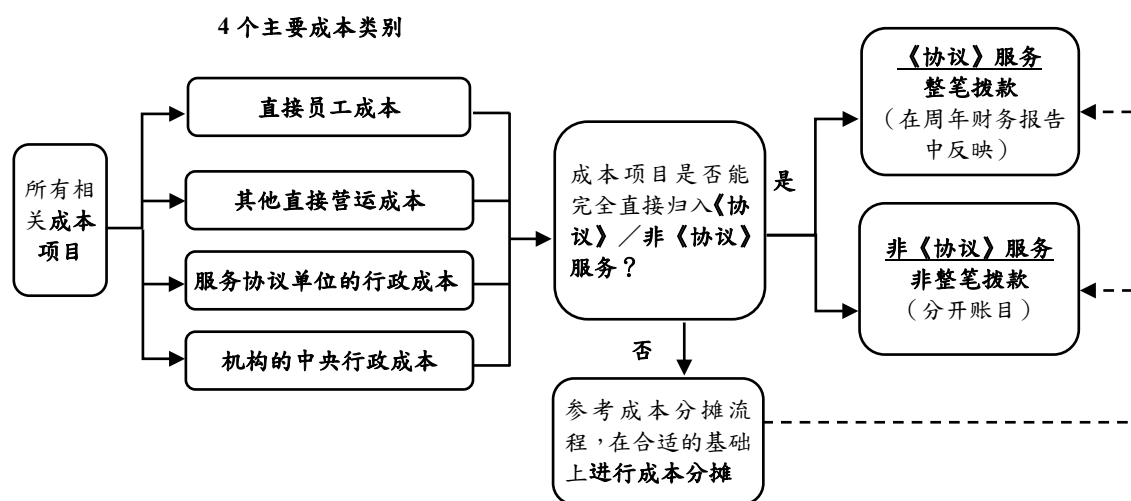 4 个主要成本类别
所有相
关成本
项目
直接员工成本
其他直接营运成本
服务协议单位的行政成本
机构的中央行政成本
成本项目是否能
完全直接归入《协
议》／非《协议》
服务？
是
否
《协议》服务
整笔拨款
（在周年财务报告
中反映）
非《协议》服务
非整笔拨款
（分开账目）
参考成本分摊流
程，在合适的基础
上进行成本分摊